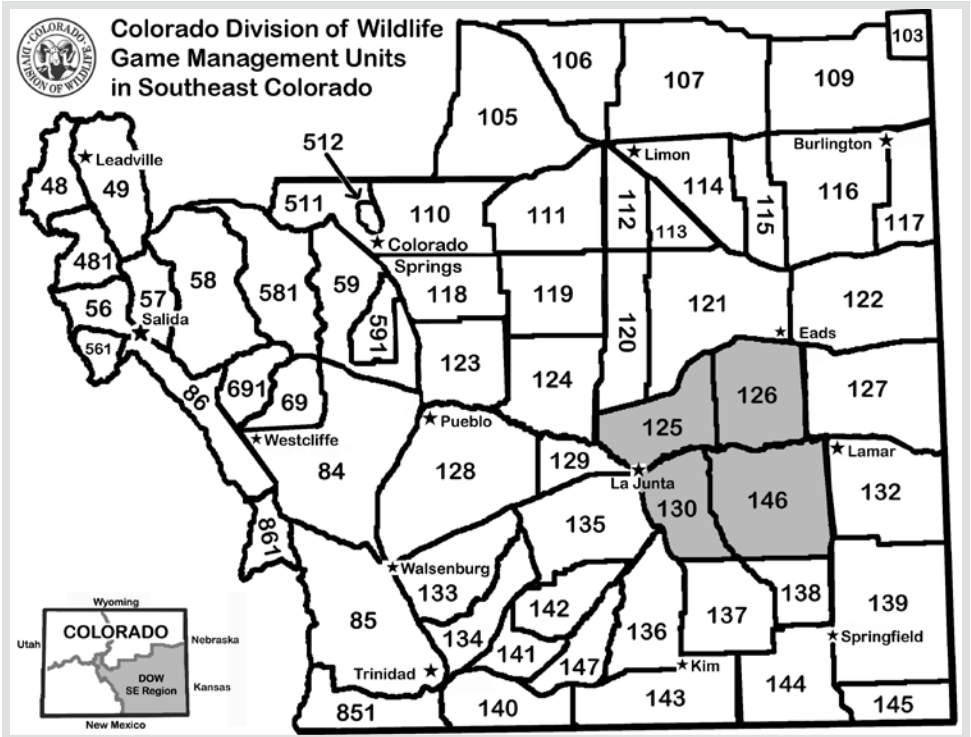 COLORADO
DIVISION OF WILDLIFE
Colorado Division of Wildlife
Game Management Units
in Southeast Colorado
103
106
107
109
105
512
Leadville
Limon
Burlington
48
49
511
110
111
112
114
115
116
113
117
Colorado
Springs
481
58
581
59
118
119
120
121
122
56
57
Salida
591
Eads
561
123
124
86
691
69
126
127
Pueblo
125
Westcliffe
84
128
129
Lamar
La Junta
130
146
132
861
135
Walsenburg
133
142
138
139
85
134
136
137
141
147
Springfield
Trinidad
Kim
851
140
143
144
145
Wyoming
COLORADO
Utah
Nebraska
DOW
SE Region
Kansas
New Mexico